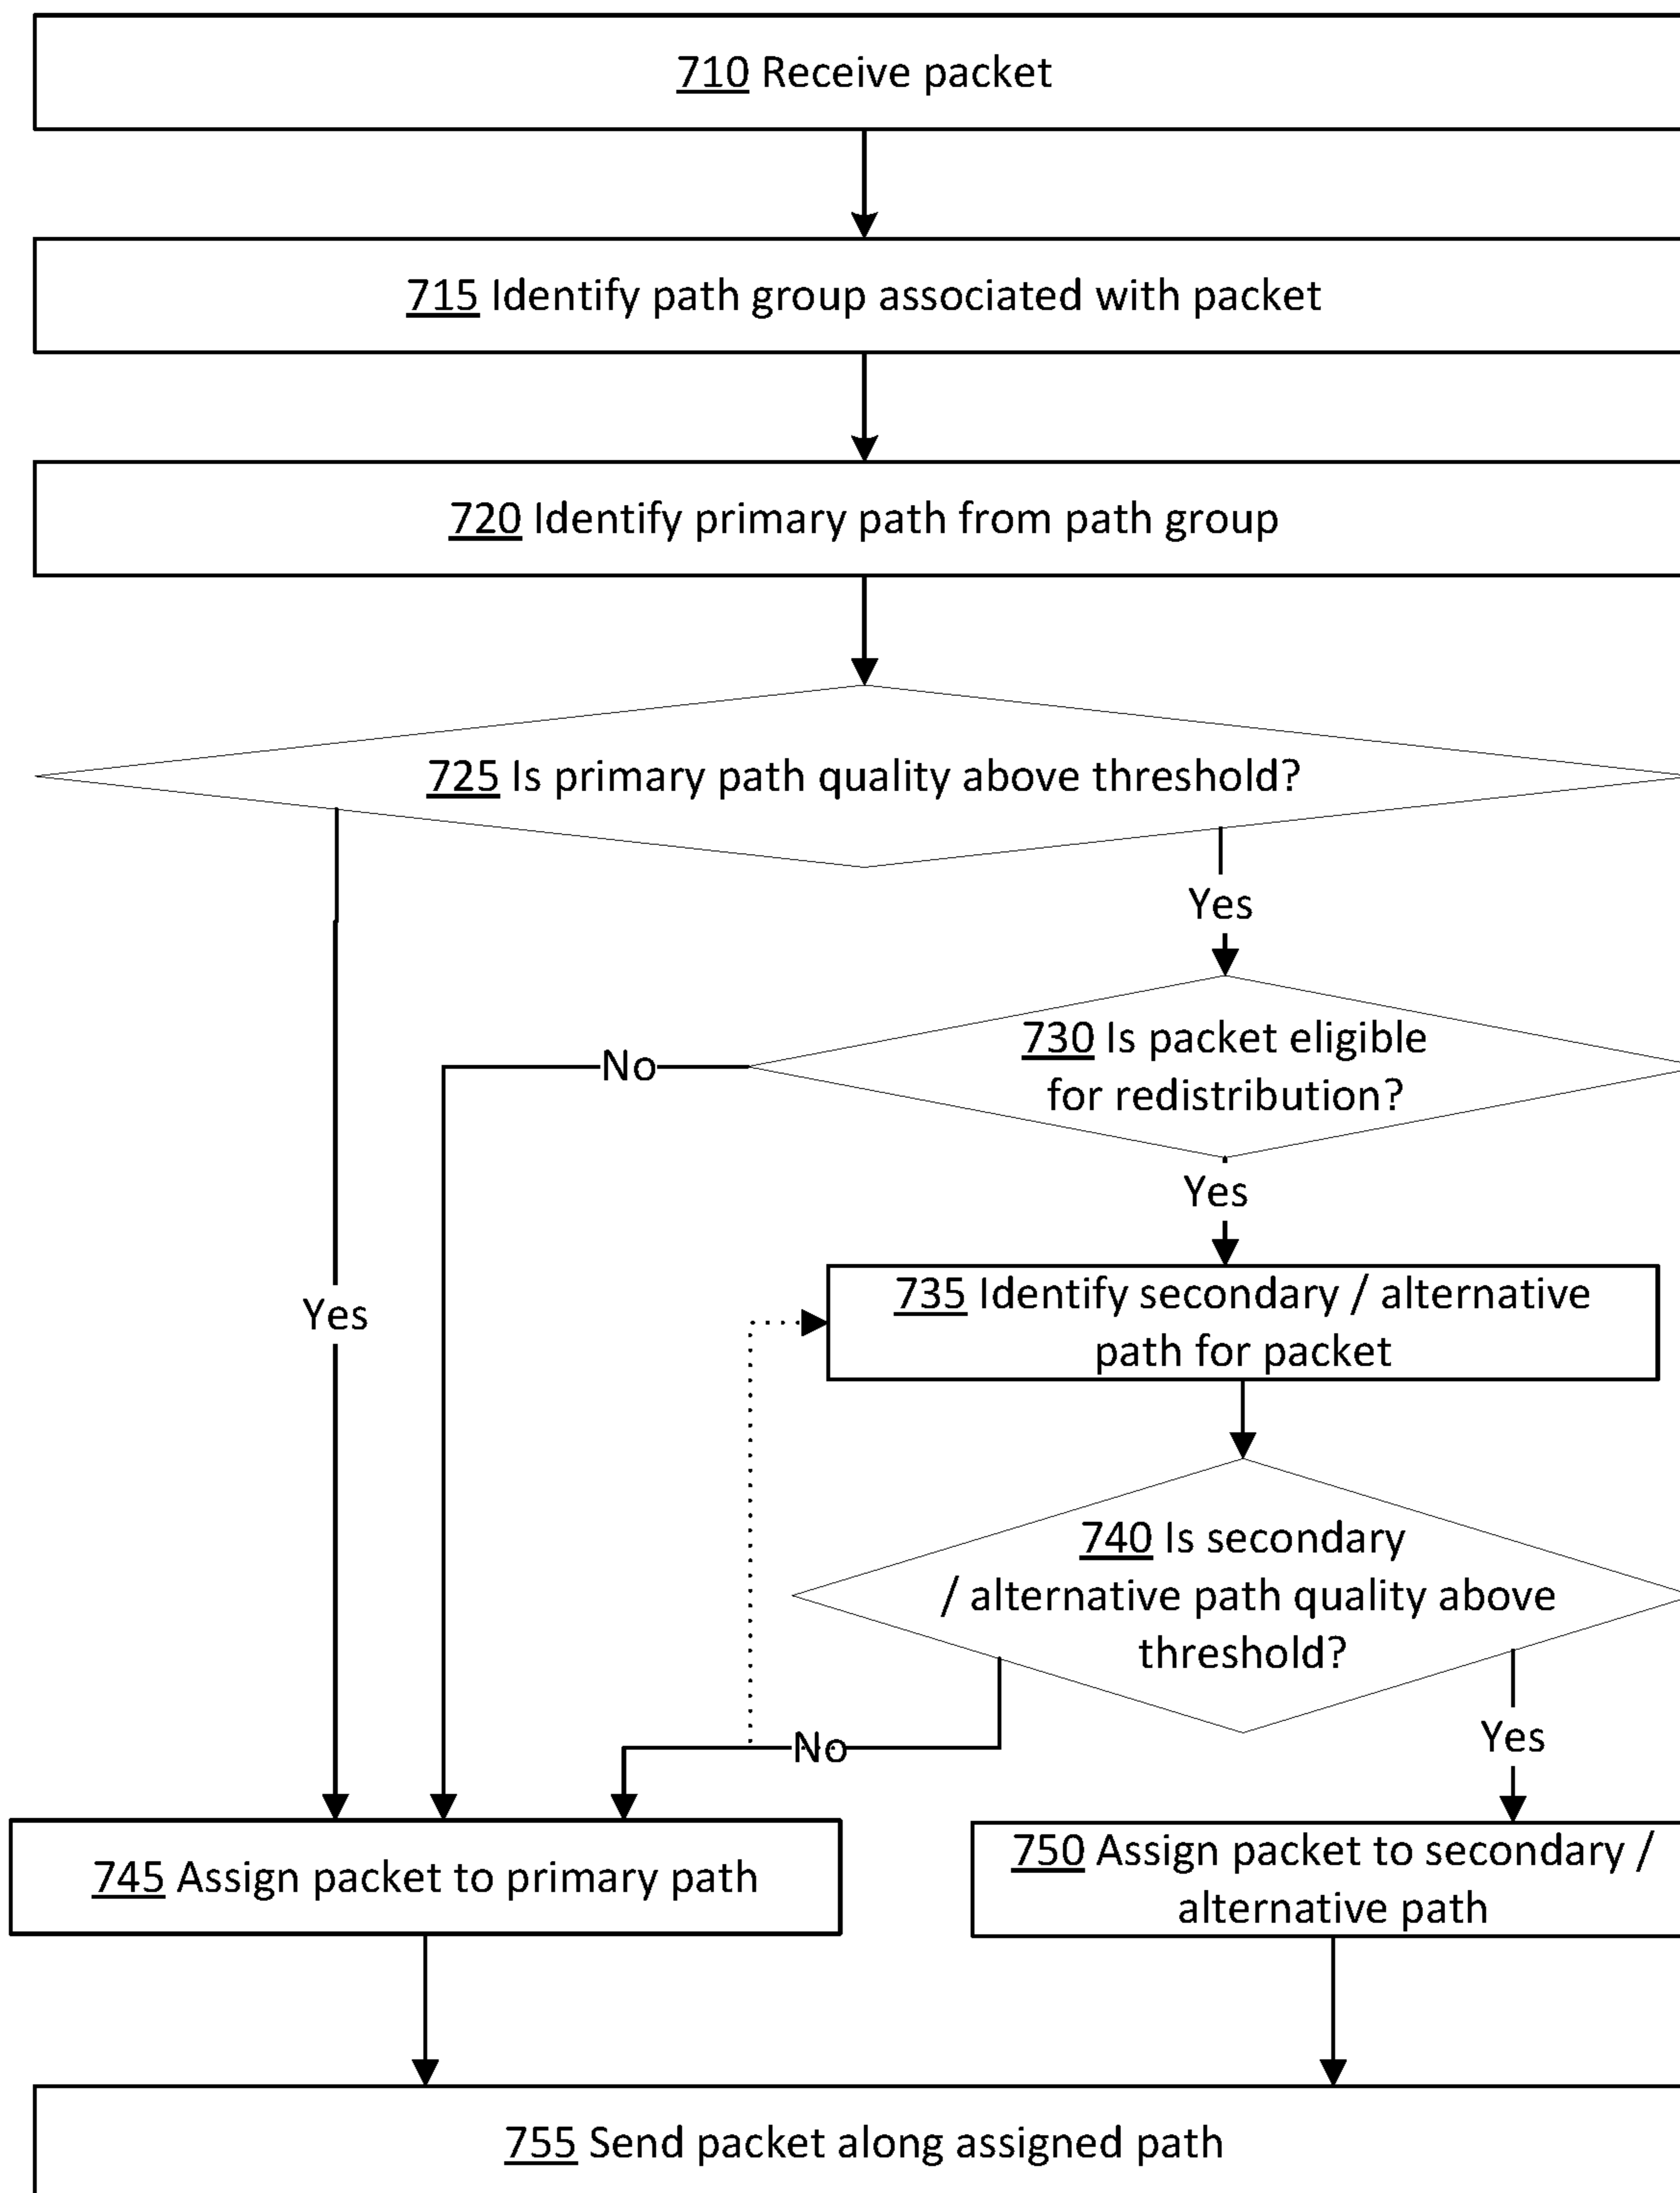 710 Receive packet
715 Identify path group associated with packet
720 Identify primary path from path group
725 Is primary path quality above threshold?
Yes
730 Is packet eligible
for redistribution?
No
Yes
Yes
735 Identify secondary / alternative
path for packet
740 Is secondary
/ alternative path quality above
threshold?
No
Yes
745 Assign packet to primary path
750 Assign packet to secondary /
alternative path
755 Send packet along assigned path